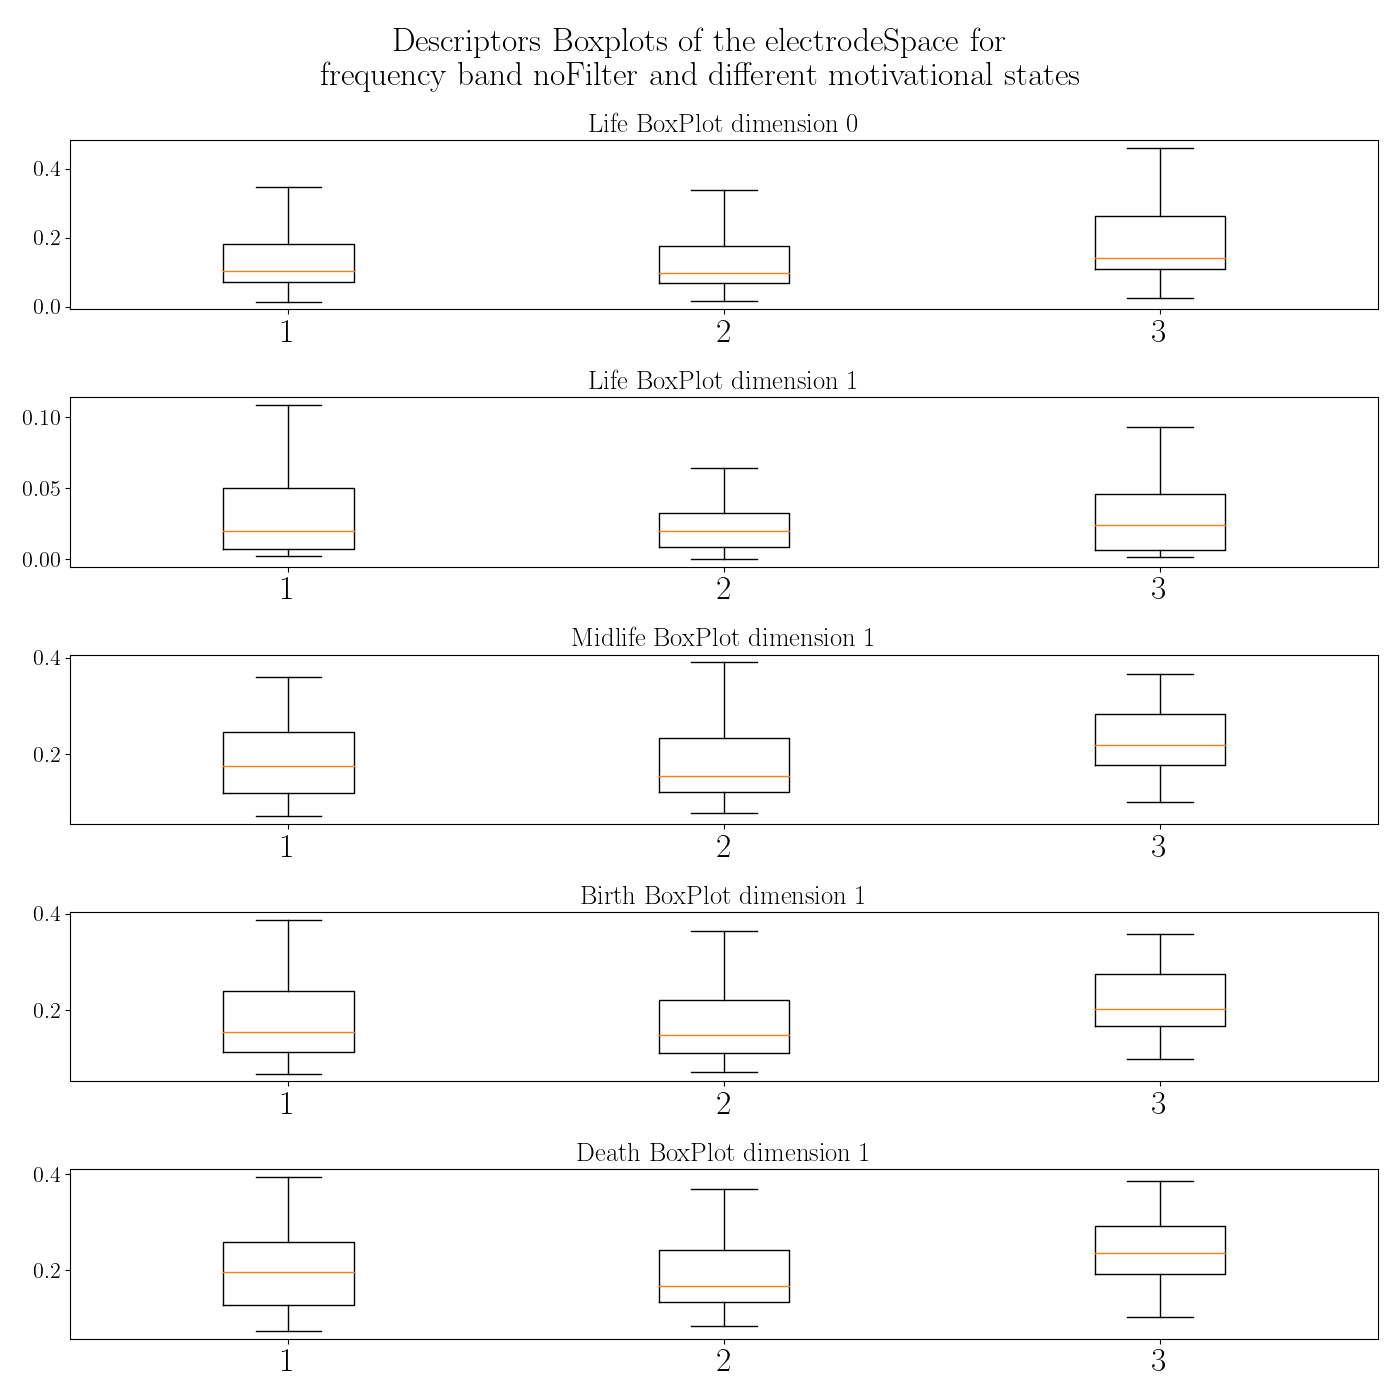 Descriptors Boxplots of the electrodeSpace for
frequency band noFilter and different motivational states
Life BoxPlot dimension 0
0.4
0.2
0.0
1 2 3
Life BoxPlot dimension 1
0.10
0.05
0.00
1 2 3
Midlife BoxPlot dimension 1
0.4
0.2
1 2 3
Birth BoxPlot dimension 1
0.4
0.2
1 2 3
Death BoxPlot dimension 1
0.4
0.2
1 2 3